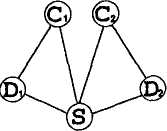 C₁ C₂
D₁ S D₂